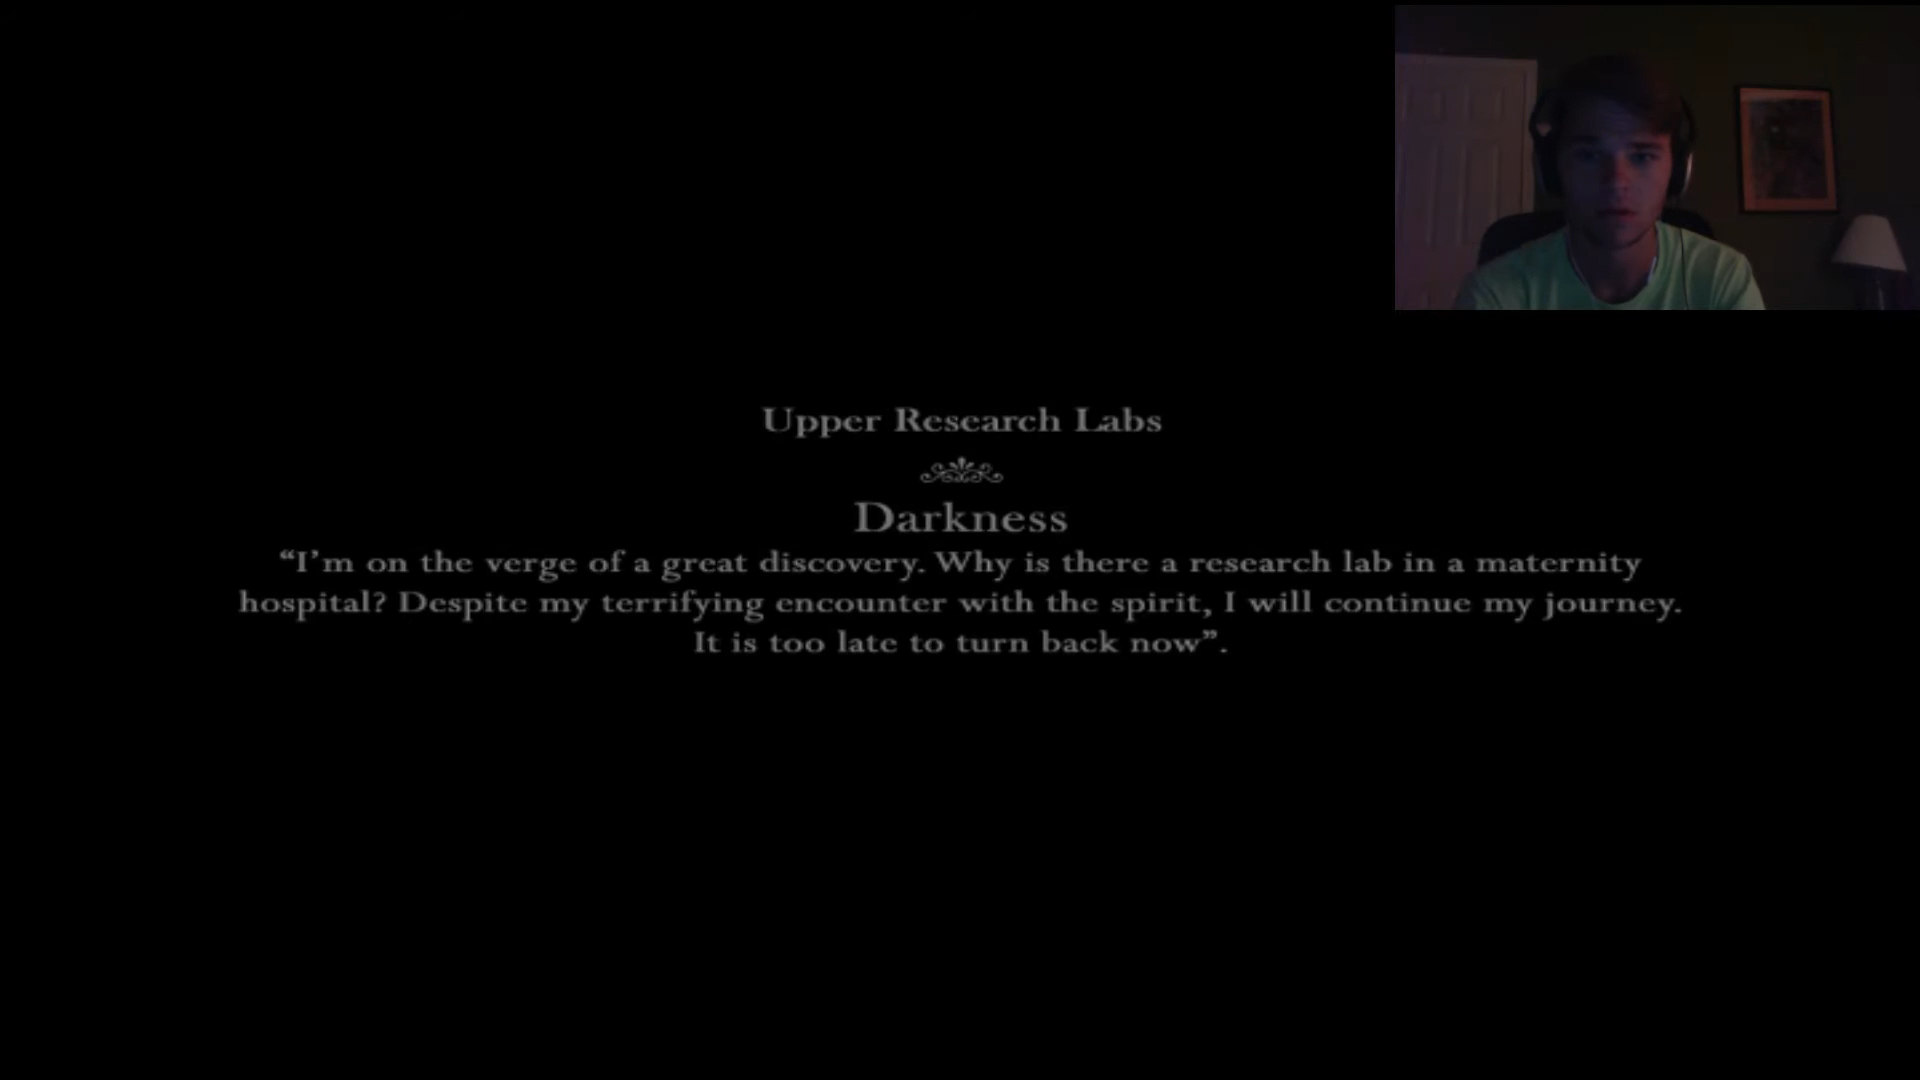 Upper Research Labs
Darkness
“I’m on the verge of a great discovery. Why is there a research lab in a maternity
hospital? Despite my terrifying encounter with the spirit, I will continue my journey.
It is too late to turn back now”.